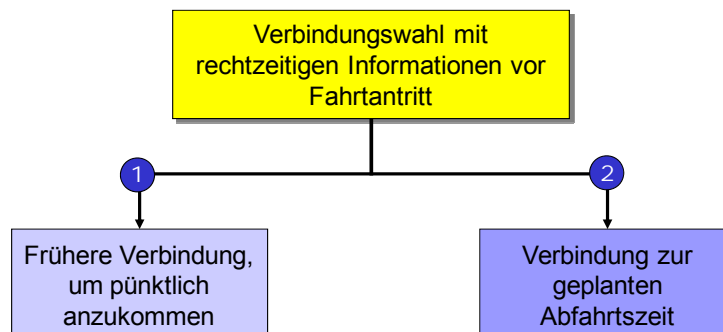 Verbindungswahl mit
rechtzeitigen Informationen vor
Fahrtantritt
1
2
Frühere Verbindung,
um pünktlich
anzukommen
Verbindung zur
geplanten
Abfahrtszeit